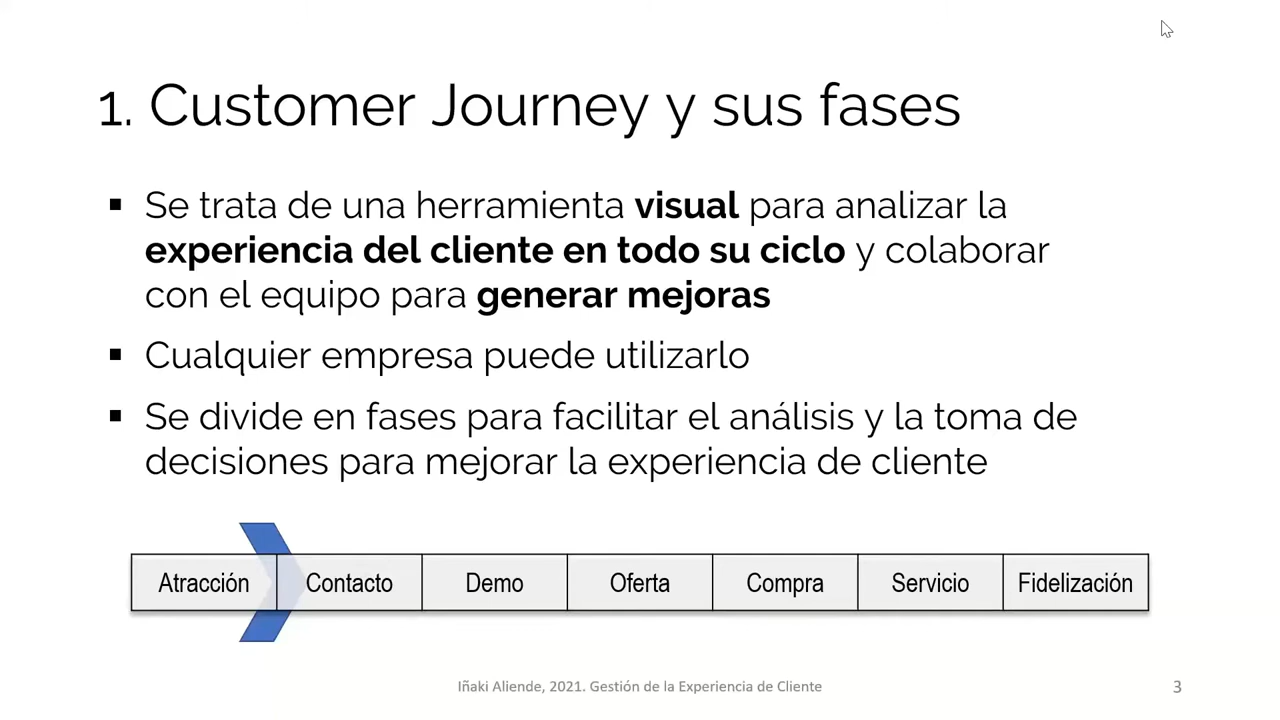 1. Customer Journey y sus fases
▪ Se trata de una herramienta visual para analizar la
experiencia del cliente en todo su ciclo y colaborar
con el equipo para generar mejoras
▪ Cualquier empresa puede utilizarlo
▪ Se divide en fases para facilitar el análisis y la toma de
decisiones para mejorar la experiencia de cliente
Atracción Contacto Demo Oferta Compra Servicio Fidelización
Iñaki Aliende, 2021. Gestión de la Experiencia de Cliente
3